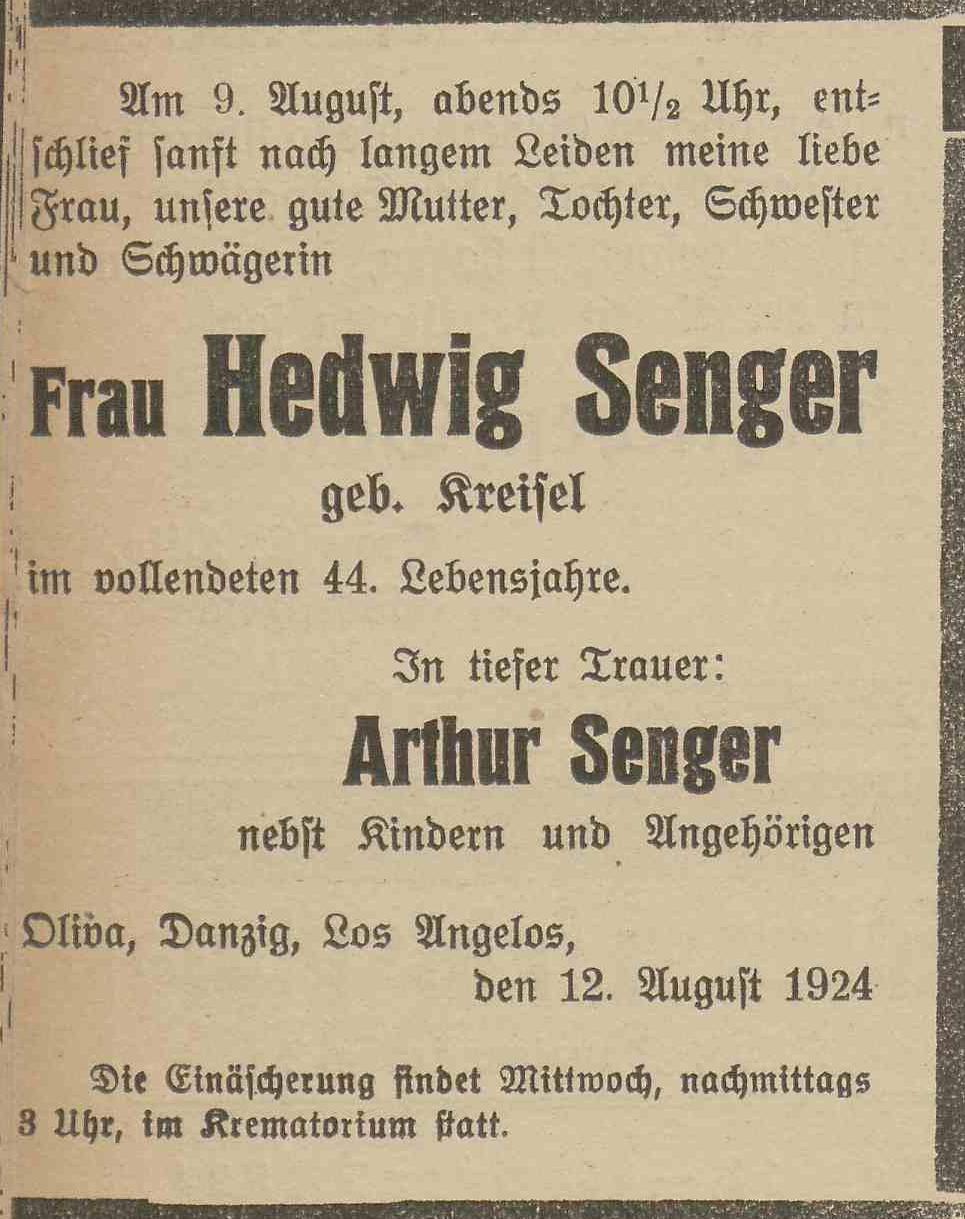 Am 9. August, abends 10½ Uhr, ent-
schlief sanft nach langem Leiden meine liebe
Frau, unsere gute Mutter, Tochter, Schwester
und Schwägerin
Frau Hedwig Senger
geb. Kreisel
im vollendeten 44. Lebensjahre.
In tiefer Trauer:
Arthur Senger
nebst Kindern und Angehörigen
Oliva, Danzig, Los Angelos,
den 12. August 1924
Die Einäscherung findet Mittwoch, nachmittags
3 Uhr, im Krematorium statt.